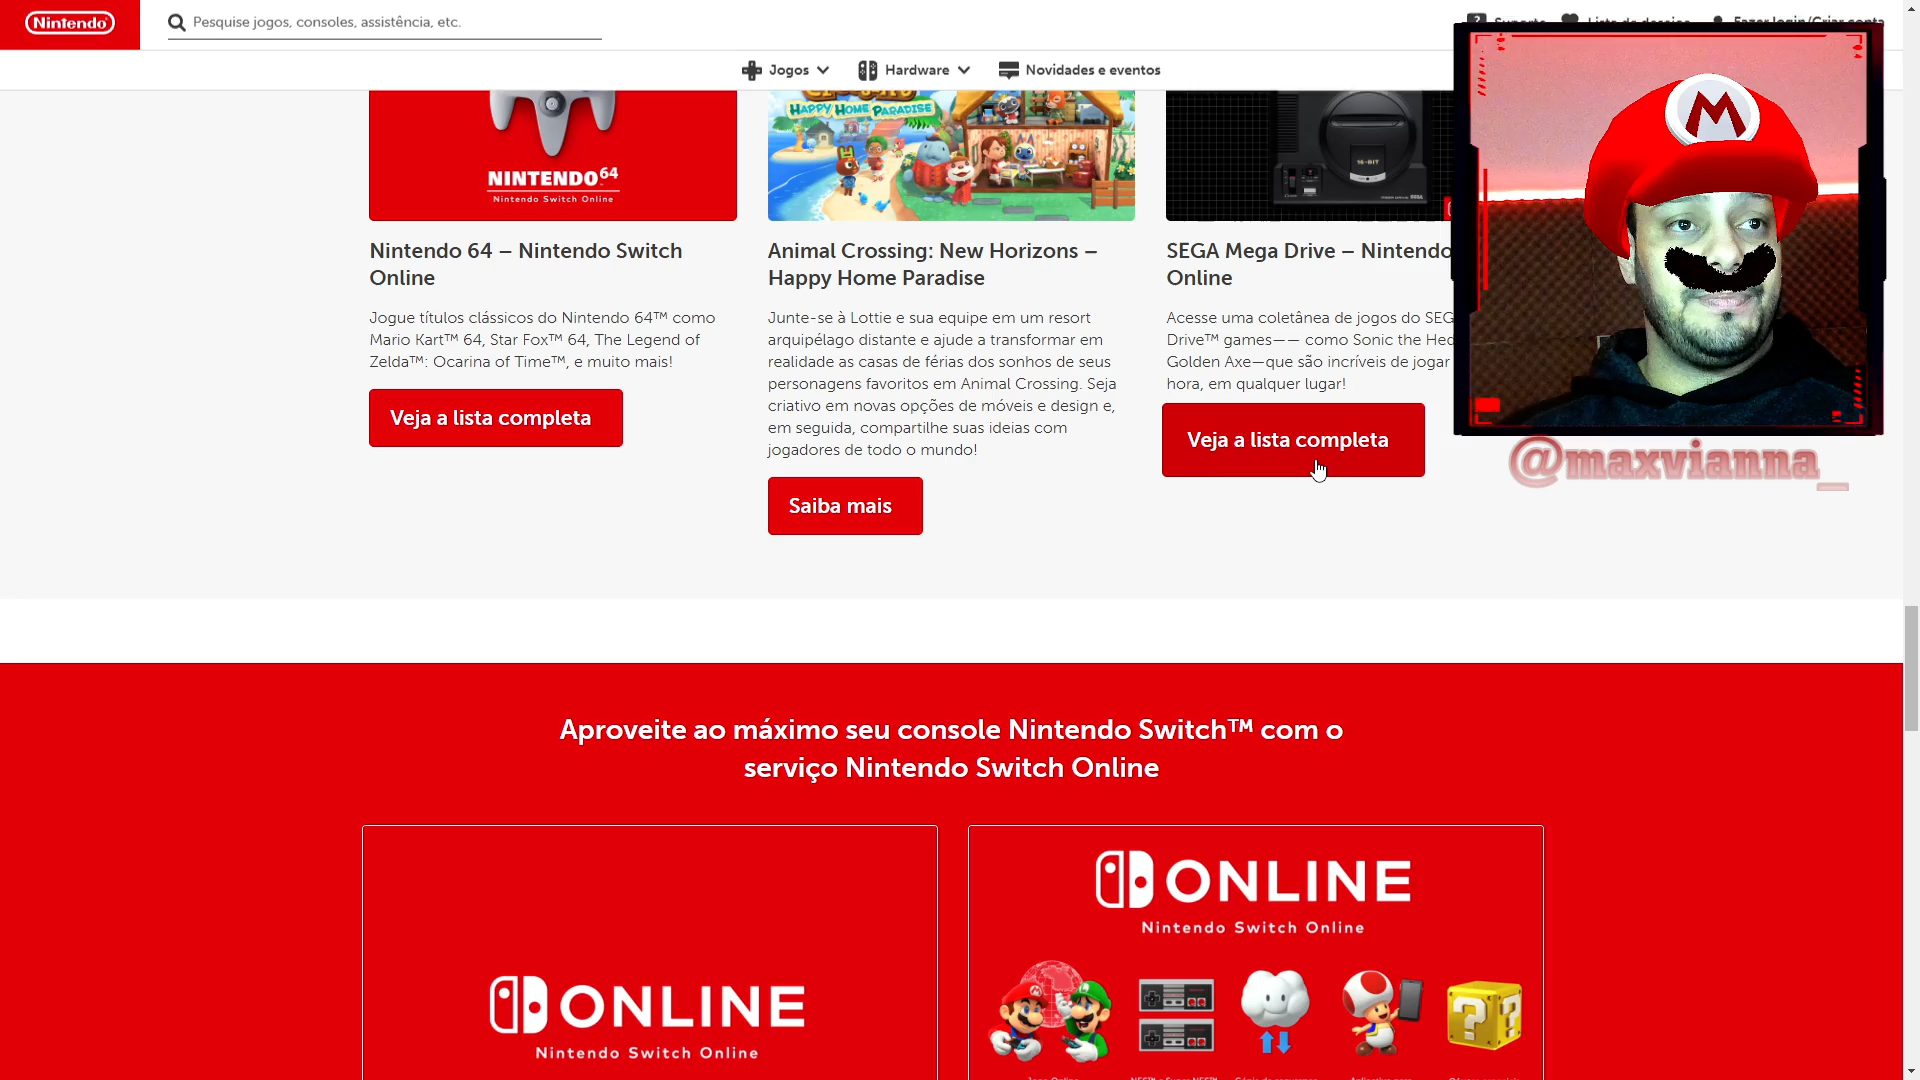 Nintendo
Pesquise jogos, consoles, assistência, etc.
Jogos
Hardware
Novidades e eventos
HAPPY HOME PARADISE
NINTENDO 64
Nintendo Switch Online
16-BIT
Nintendo 64 – Nintendo Switch
Online
Jogue títulos clássicos do Nintendo 64™ como
Mario Kart™ 64, Star Fox™ 64, The Legend of
Zelda™: Ocarina of Time™, e muito mais!
Veja a lista completa
Animal Crossing: New Horizons –
Happy Home Paradise
Junte-se à Lottie e sua equipe em um resort
arquipélago distante e ajude a transformar em
realidade as casas de férias dos sonhos de seus
personagens favoritos em Animal Crossing. Seja
criativo em novas opções de móveis e design e,
em seguida, compartilhe suas ideias com
jogadores de todo o mundo!
Saiba mais
SEGA Mega Drive – Nintendo
Online
Acesse uma coletânea de jogos do SEG
Drive™ games—— como Sonic the Hed
Golden Axe—que são incríveis de jogar
hora, em qualquer lugar!
Veja a lista completa
M
@maxvianna_
Aproveite ao máximo seu console Nintendo Switch™ com o
serviço Nintendo Switch Online
ONLINE
Nintendo Switch Online
ONLINE
Nintendo Switch Online